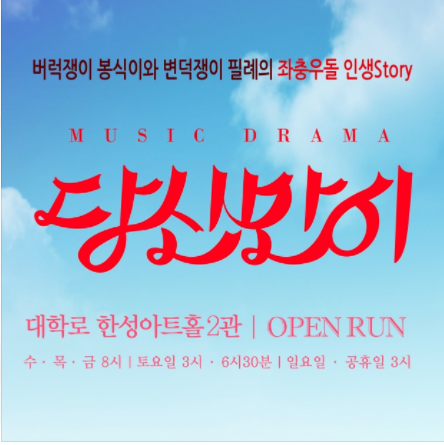 버럭쟁이 봉식이와 변덕쟁이 필례의 좌충우돌 인생Story
MUSIC DRAMA
당신만이
대학로 한성아트홀2관 | OPEN RUN
수 · 목 · 금 8시 | 토요일 3시 · 6시30분 | 일요일 · 공휴일 3시